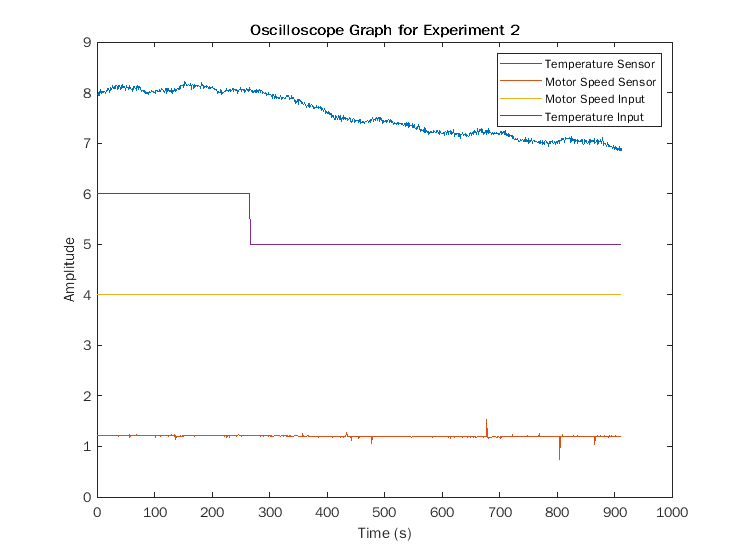 Oscilloscope Graph for Experiment 2
Temperature Sensor
Motor Speed Sensor
Motor Speed Input
Temperature Input
9
8
7
6
5
4
3
2
1
0
Amplitude
0 100 200 300 400 500 600 700 800 900 1000
Time (s)